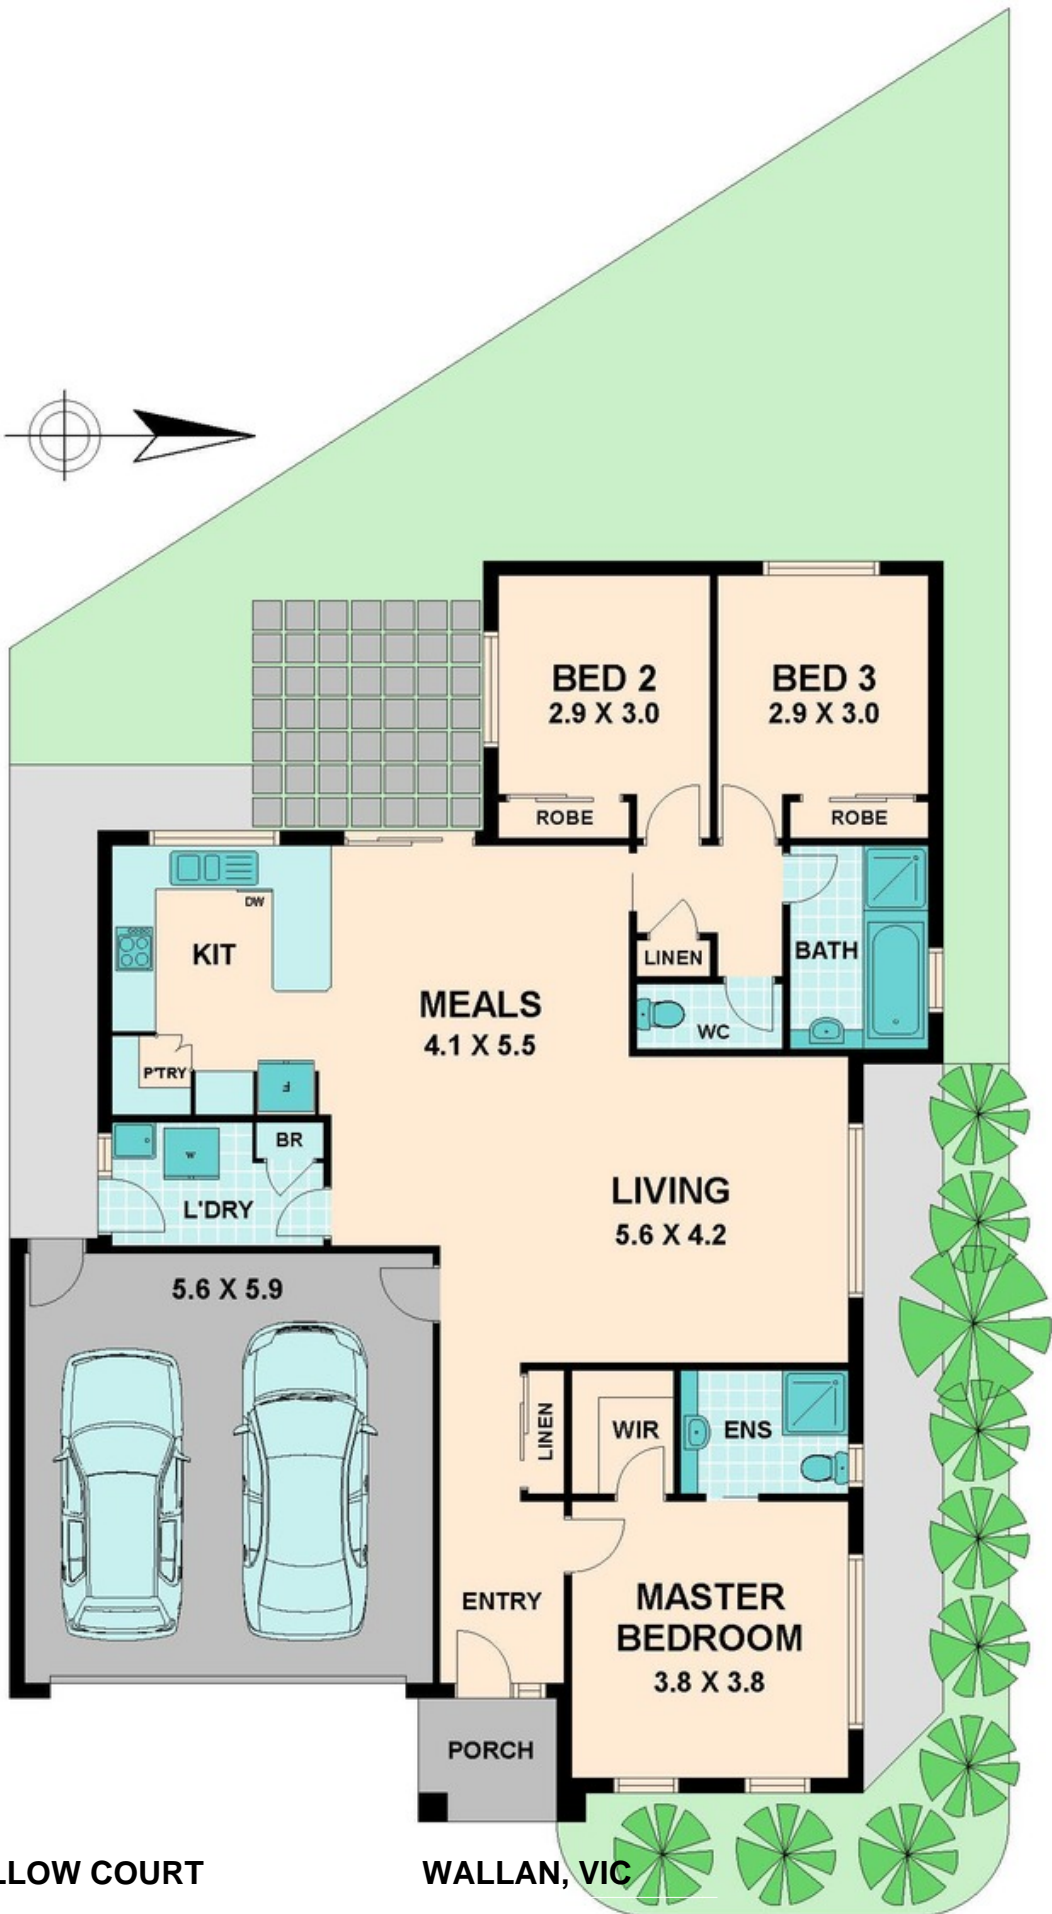 BED 2
2.9 X 3.0
BED 3
2.9 X 3.0
ROBE
ROBE
DW
KIT
LINEN
BATH
MEALS
4.1 X 5.5
WC
P'TRY
F
BR
W
L'DRY
LIVING
5.6 X 4.2
5.6 X 5.9
LINEN
WIR
ENS
ENTRY
MASTER
BEDROOM
3.8 X 3.8
PORCH
LLOW COURT
WALLAN, VIC